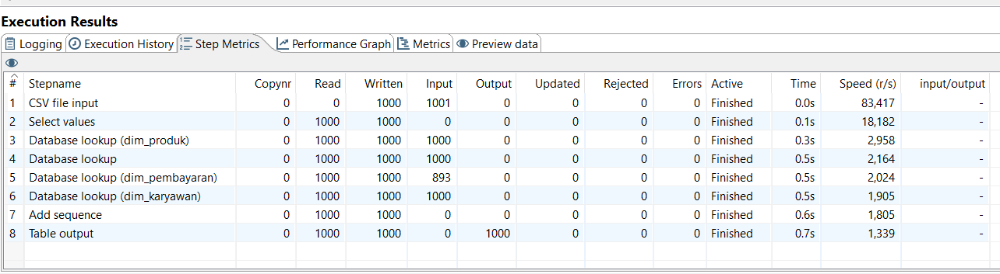 Execution Results
Logging Execution History Step Metrics Performance Graph Metrics Preview data
# Stepname Copynr Read Written Input Output Updated Rejected Errors Active Time Speed (r/s) input/output
1 CSV file input 0 0 1000 1001 0 0 0 0 Finished 0.0s 83,417 -
2 Select values 0 1000 1000 0 0 0 0 0 Finished 0.1s 18,182 -
3 Database lookup (dim_produk) 0 1000 1000 1000 0 0 0 0 Finished 0.3s 2,958 -
4 Database lookup 0 1000 1000 1000 0 0 0 0 Finished 0.5s 2,164 -
5 Database lookup (dim_pembayaran) 0 1000 1000 893 0 0 0 0 Finished 0.5s 2,024 -
6 Database lookup (dim_karyawan) 0 1000 1000 1000 0 0 0 0 Finished 0.5s 1,905 -
7 Add sequence 0 1000 1000 0 0 0 0 0 Finished 0.6s 1,805 -
8 Table output 0 1000 1000 0 1000 0 0 0 Finished 0.7s 1,339 -